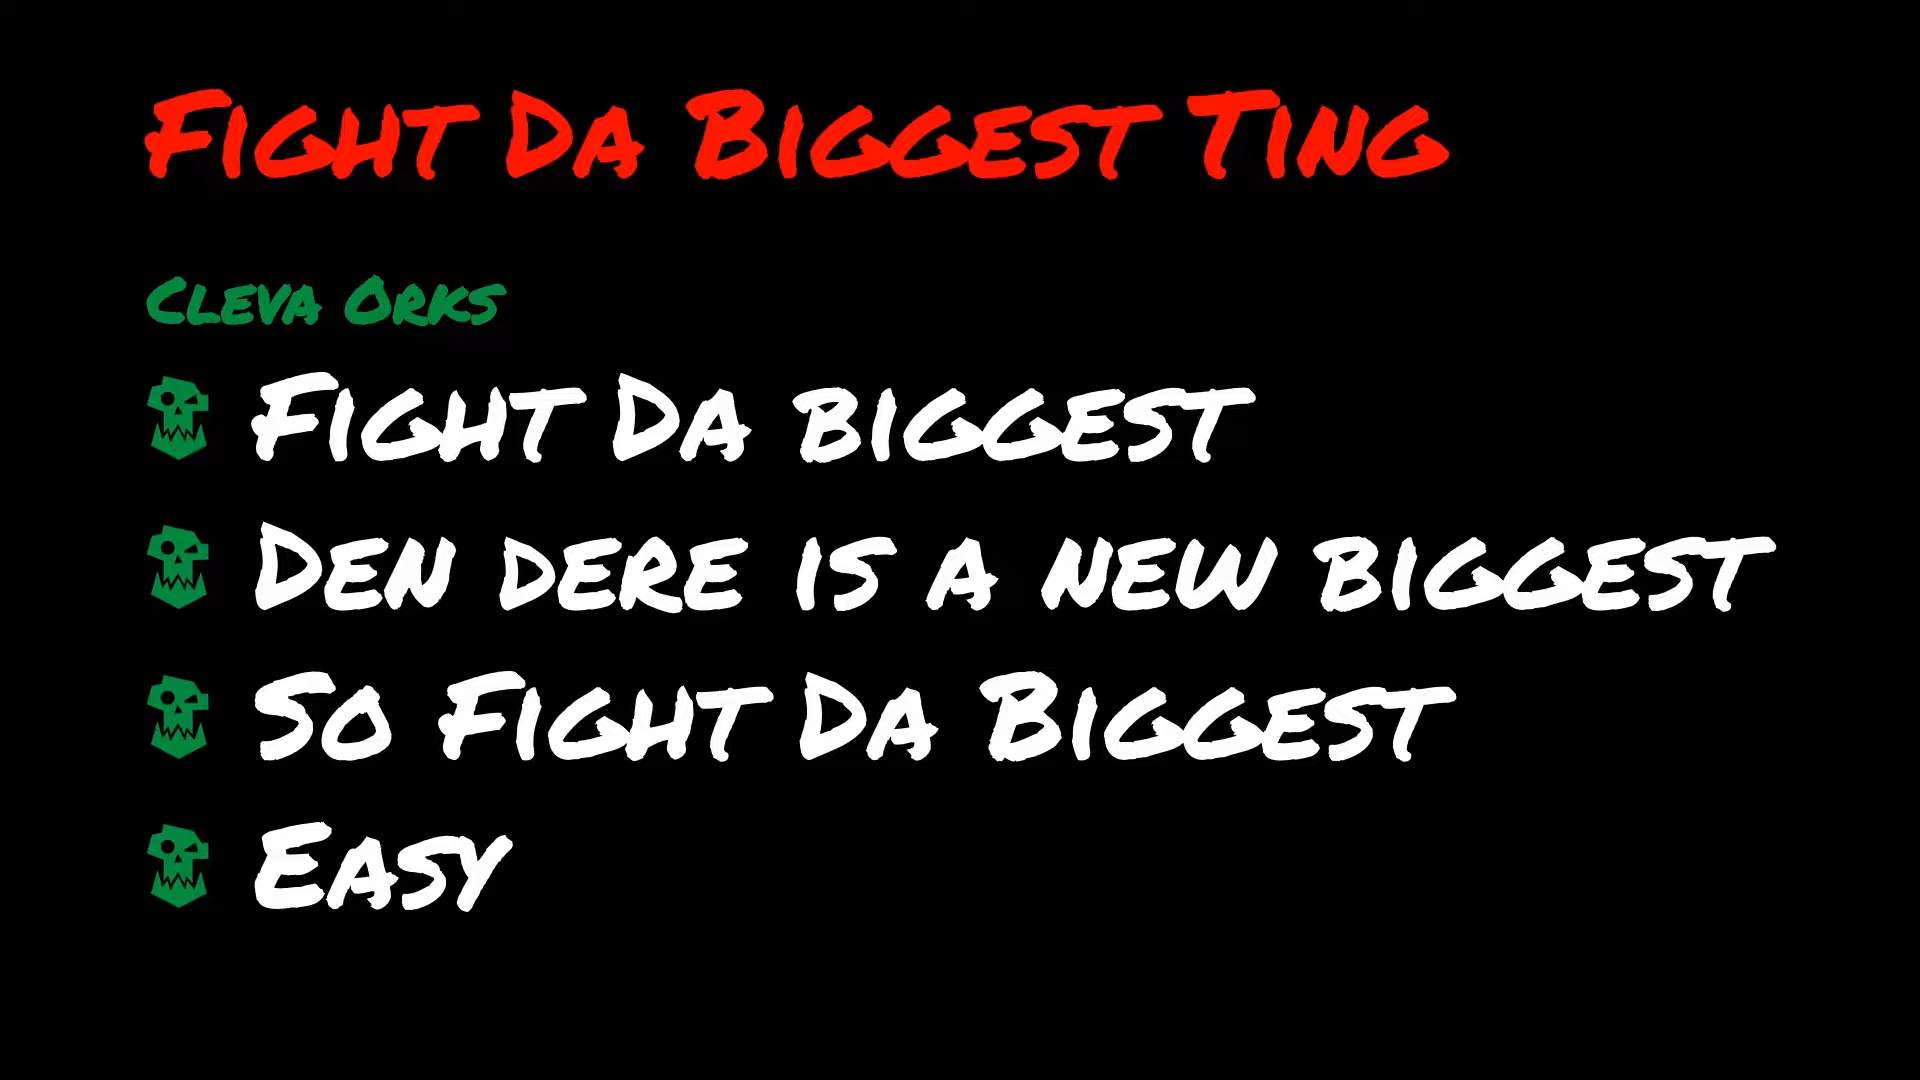 Fight Da Biggest Ting
Cleva Orks
Fight Da biggest
Den dere is a new biggest
So Fight Da Biggest
Easy